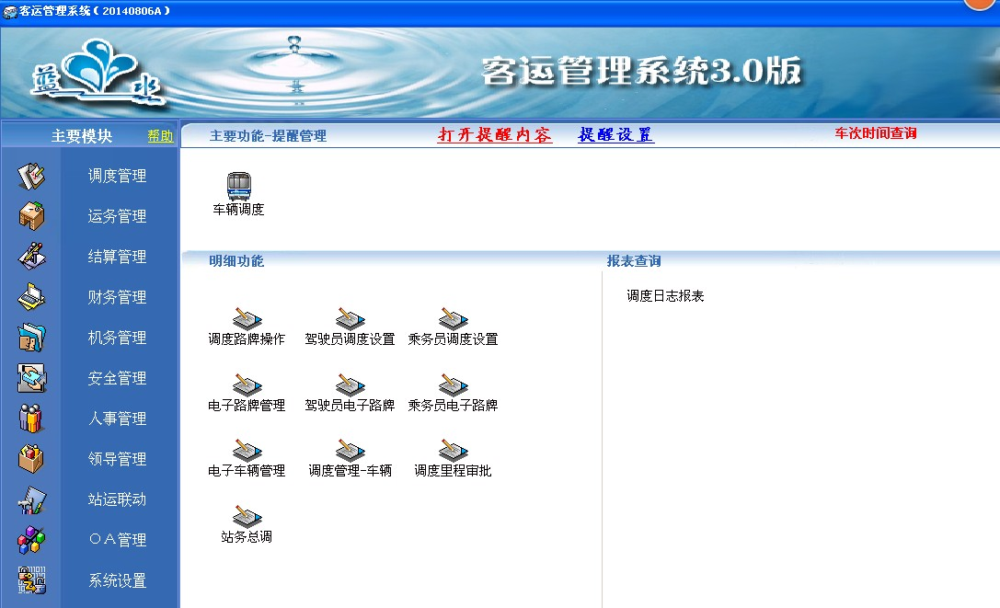 客运管理系统(20140806A)
蓝水
客运管理系统3.0版
主要模块 帮助
主要功能-提醒管理 打开提醒内容 提醒设置 车次时间查询
调度管理
运务管理
结算管理
财务管理
机务管理
安全管理
人事管理
领导管理
站运联动
OA管理
系统设置
车辆调度
明细功能 报表查询
调度日志报表
调度路牌操作 驾驶员调度设置 乘务员调度设置
电子路牌管理 驾驶员电子路牌 乘务员电子路牌
电子车辆管理 调度管理-车辆 调度里程审批
站务总调